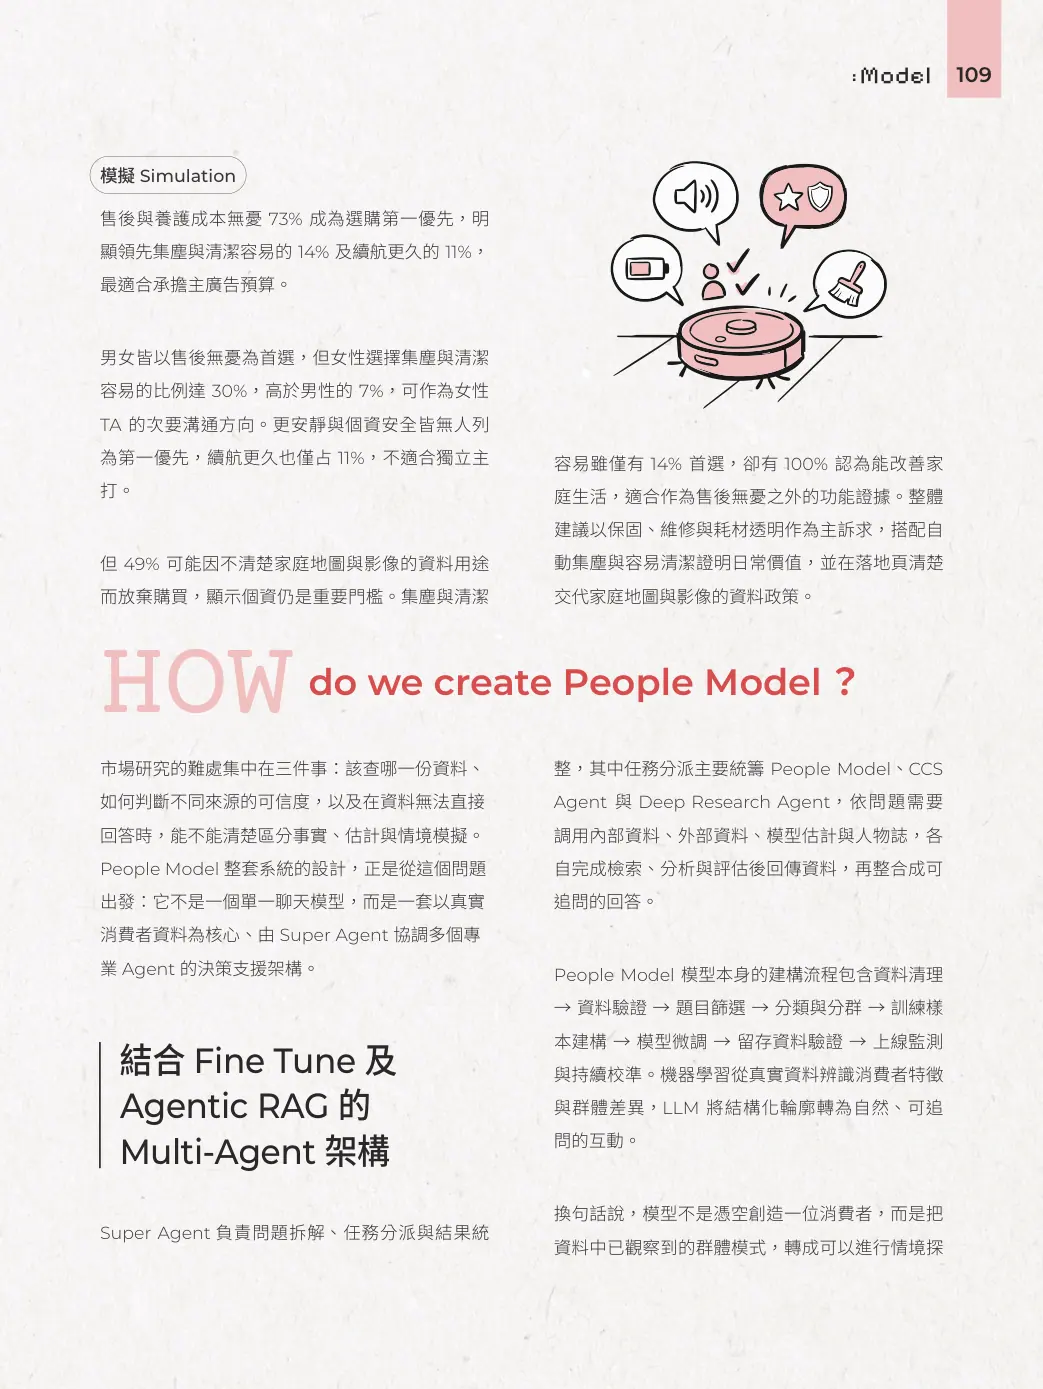 :Model 109
模擬 Simulation
售後與養護成本無憂 73% 成為選購第一優先，明
顯領先集塵與清潔容易的 14% 及續航更久的 11%，
最適合承擔主廣告預算。
男女皆以售後無憂為首選，但女性選擇集塵與清潔
容易的比例達 30%，高於男性的 7%，可作為女性
TA 的次要溝通方向。更安靜與個資安全皆無人列
為第一優先，續航更久也僅占 11%，不適合獨立主
打。
但 49% 可能因不清楚家庭地圖與影像的資料用途
而放棄購買，顯示個資仍是重要門檻。集塵與清潔
容易雖僅有 14% 首選，卻有 100% 認為能改善家
庭生活，適合作為售後無憂之外的功能證據。整體
建議以保固、維修與耗材透明作為主訴求，搭配自
動集塵與容易清潔證明日常價值，並在落地頁清楚
交代家庭地圖與影像的資料政策。
HOW do we create People Model？
市場研究的難處集中在三件事：該查哪一份資料、
如何判斷不同來源的可信度，以及在資料無法直接
回答時，能不能清楚區分事實、估計與情境模擬。
People Model 整套系統的設計，正是從這個問題
出發：它不是一個單一聊天模型，而是一套以真實
消費者資料為核心、由 Super Agent 協調多個專
業 Agent 的決策支援架構。
結合 Fine Tune 及
Agentic RAG 的
Multi-Agent 架構
Super Agent 負責問題拆解、任務分派與結果統
整，其中任務分派主要統籌 People Model、CCS
Agent 與 Deep Research Agent，依問題需要
調用內部資料、外部資料、模型估計與人物誌，各
自完成檢索、分析與評估後回傳資料，再整合成可
追問的回答。
People Model 模型本身的建構流程包含資料清理
→ 資料驗證 → 題目篩選 → 分類與分群 → 訓練樣
本建構 → 模型微調 → 留存資料驗證 → 上線監測
與持續校準。機器學習從真實資料辨識消費者特徵
與群體差異，LLM 將結構化輪廓轉為自然、可追
問的互動。
換句話說，模型不是憑空創造一位消費者，而是把
資料中已觀察到的群體模式，轉成可以進行情境探